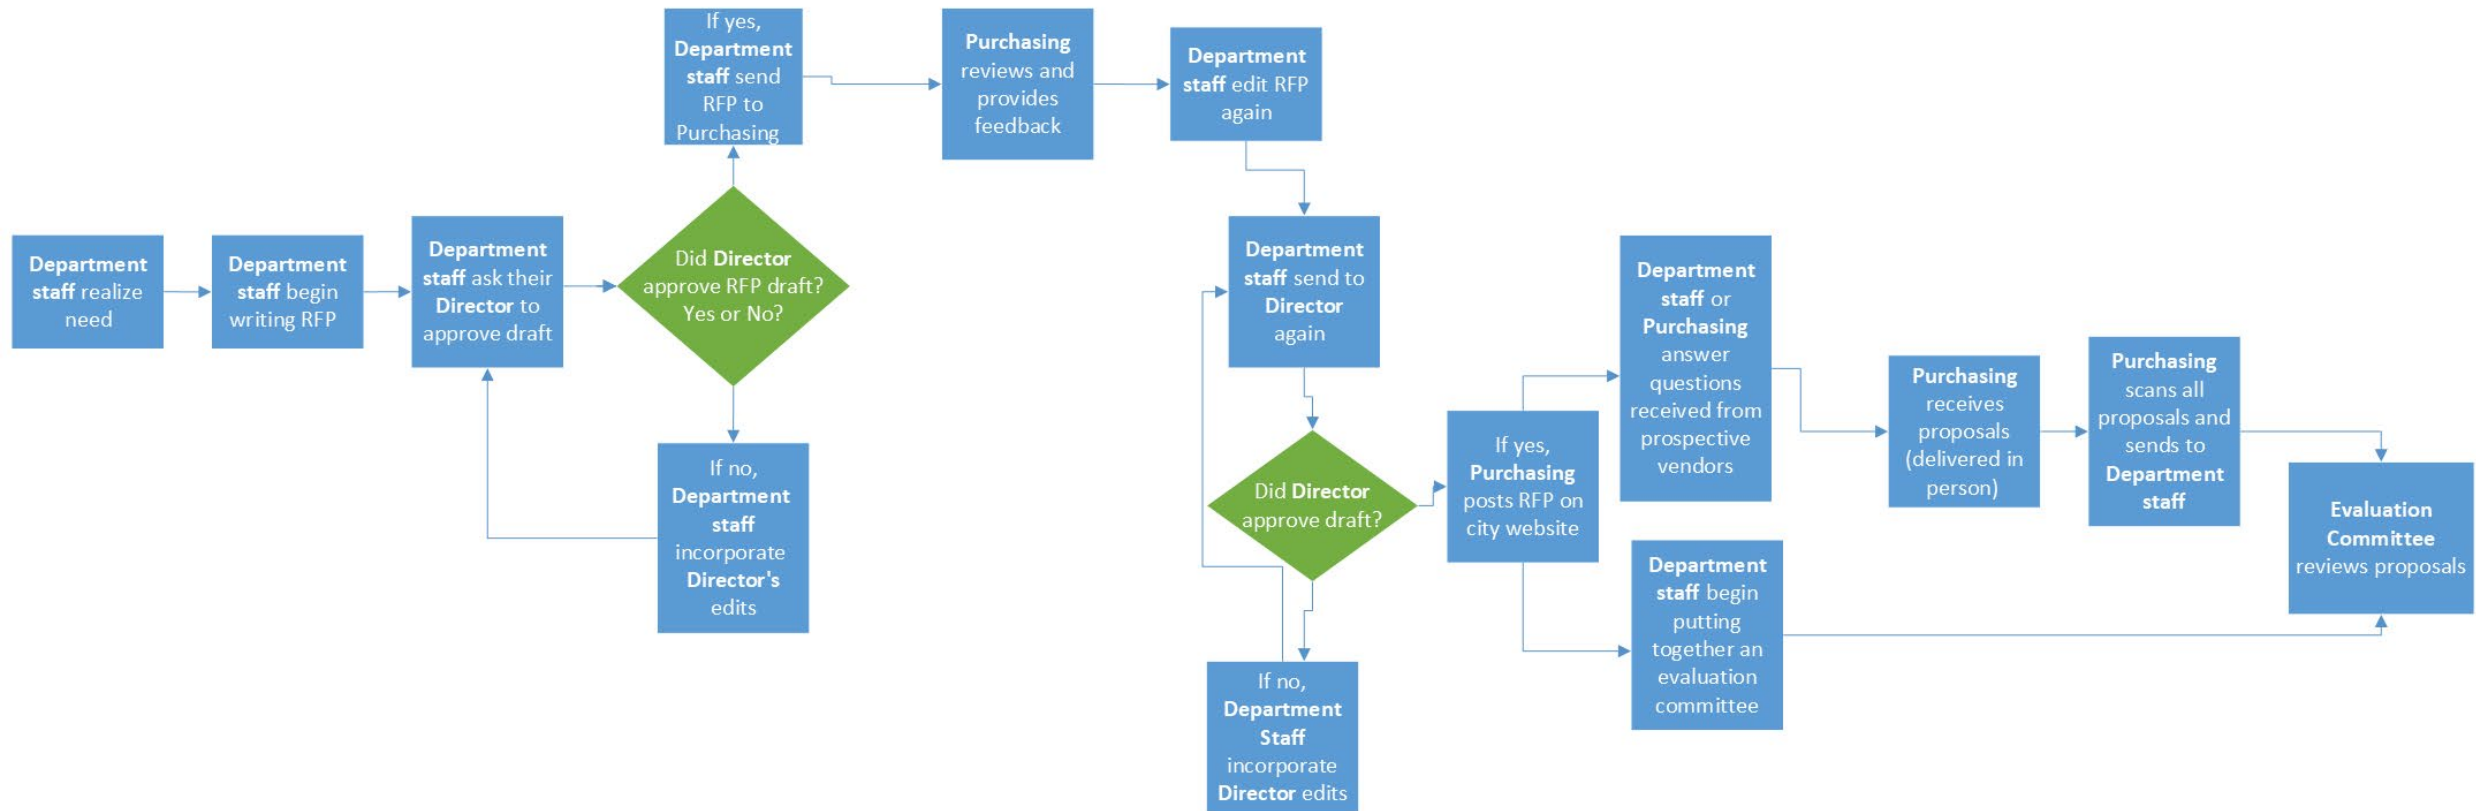 Department
staff realize
need
Department
staff begin
writing RFP
Department
staff ask their
Director to
approve draft
Did Director
approve RFP draft?
Yes or No?
If yes,
Department
staff send
RFP to
Purchasing
If no,
Department
staff
incorporate
Director's
edits
Purchasing
reviews and
provides
feedback
Department
staff edit RFP
again
Department
staff send to
Director
again
Did Director
approve draft?
If no,
Department
Staff
incorporate
Director edits
If yes,
Purchasing
posts RFP on
city website
Department
staff or
Purchasing
answer
questions
received from
prospective
vendors
Department
staff begin
putting
together an
evaluation
committee
Purchasing
receives
proposals
(delivered in
person)
Purchasing
scans all
proposals and
sends to
Department
staff
Evaluation
Committee
reviews proposals